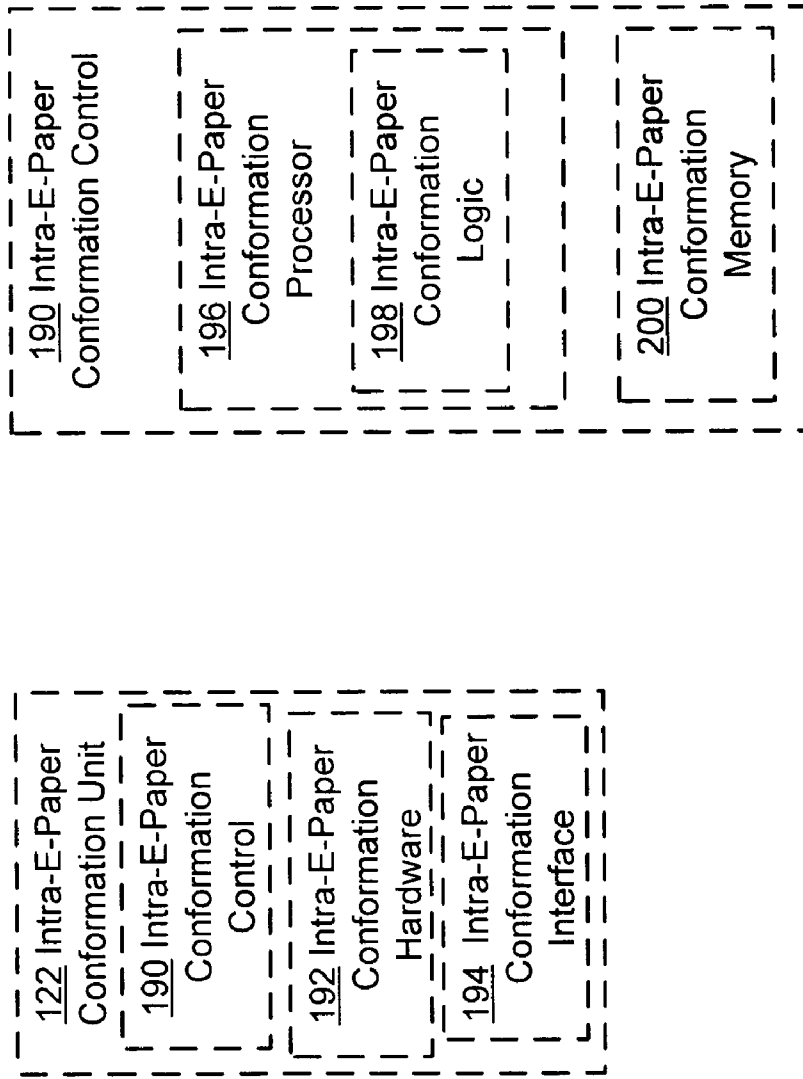 122 Intra-E-Paper
Conformation Unit
190 Intra-E-Paper
Conformation
Control
192 Intra-E-Paper
Conformation
Hardware
194 Intra-E-Paper
Conformation
Interface
190 Intra-E-Paper
Conformation Control
196 Intra-E-Paper
Conformation
Processor
198 Intra-E-Paper
Conformation
Logic
200 Intra-E-Paper
Conformation
Memory